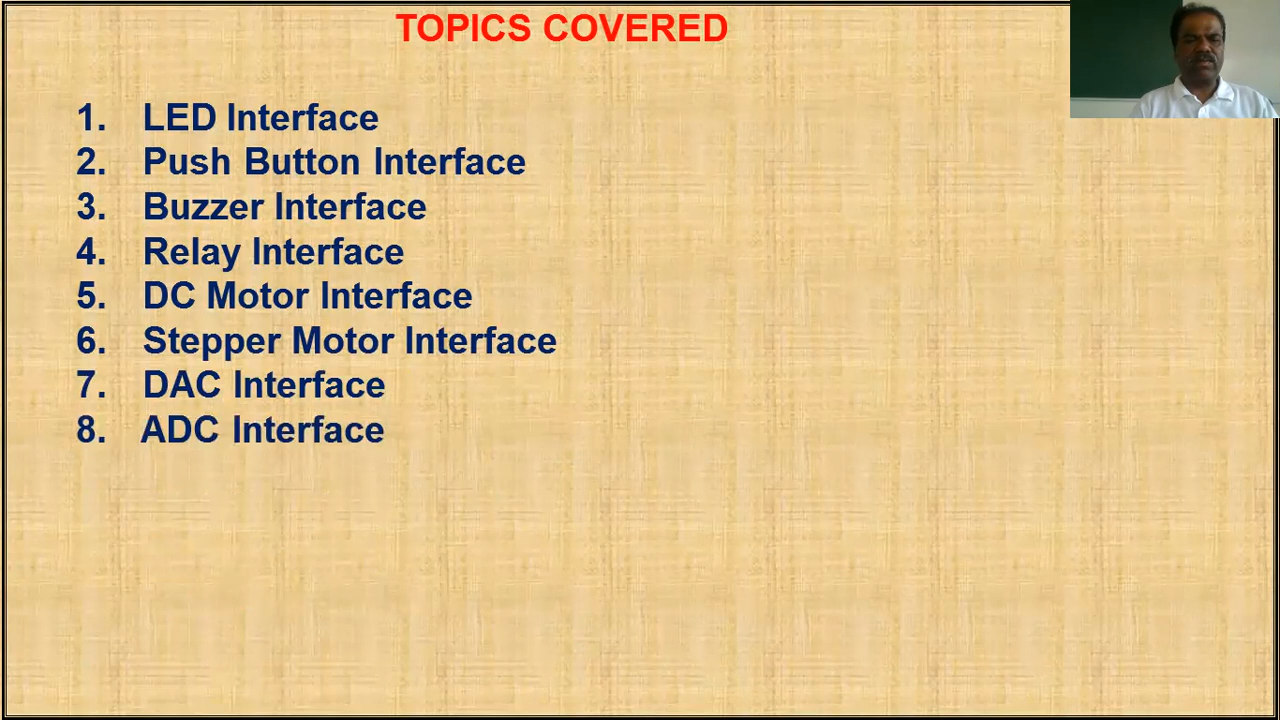 TOPICS COVERED
1. LED Interface
2. Push Button Interface
3. Buzzer Interface
4. Relay Interface
5. DC Motor Interface
6. Stepper Motor Interface
7. DAC Interface
8. ADC Interface